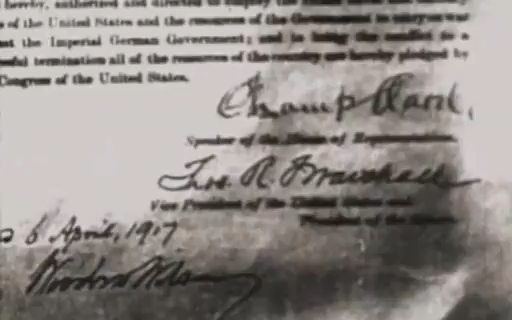 hereby, authorized and directed to employ the
s of the United States and the resources of the Government to carry on war
nst the Imperial German Government; and to bring the conflict to a
essful termination all of the resources of the country are hereby pledged by
Congress of the United States.
Champ Clark
Speaker of the House of Representatives.
Thos. R. Marshall
Vice President of the United States and
President of the Senate.
6 April, 1917
Woodrow Wilson